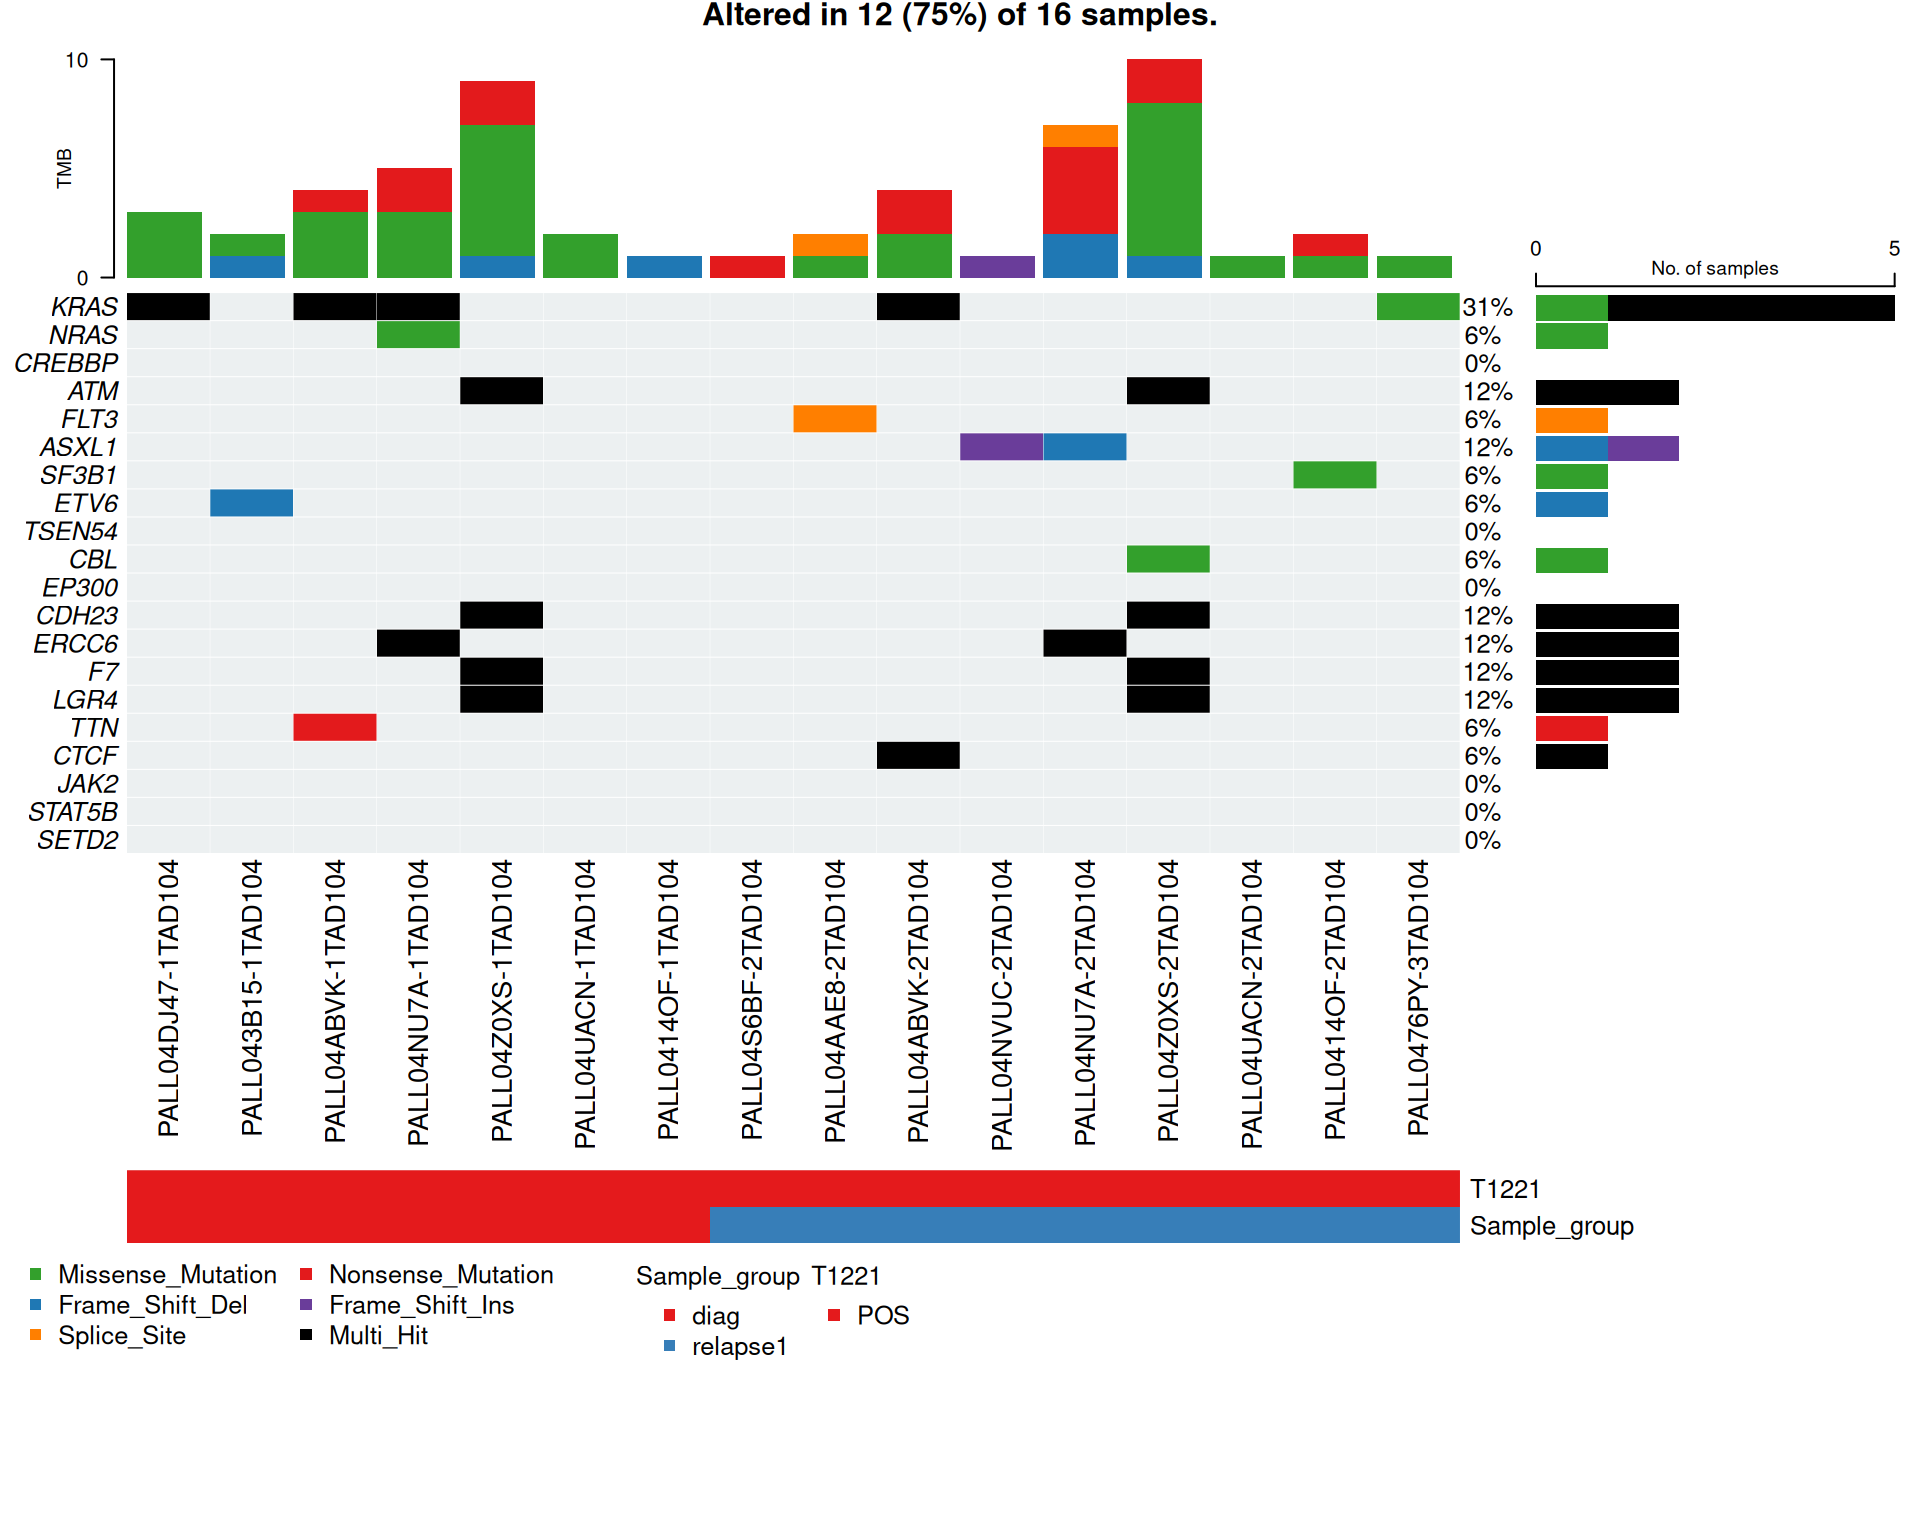 Altered in 12 (75%) of 16 samples.
10
TMB
0
0 5
No. of samples
KRAS 31%
NRAS 6%
CREBBP 0%
ATM 12%
FLT3 6%
ASXL1 12%
SF3B1 6%
ETV6 6%
TSEN54 0%
CBL 6%
EP300 0%
CDH23 12%
ERCC6 12%
F7 12%
LGR4 12%
TTN 6%
CTCF 6%
JAK2 0%
STAT5B 0%
SETD2 0%
PALL04DJ47-1TAD104
PALL043B15-1TAD104
PALL04ABVK-1TAD104
PALL04NU7A-1TAD104
PALL04Z0XS-1TAD104
PALL04UACN-1TAD104
PALL0414OF-1TAD104
PALL04S6BF-2TAD104
PALL04AAE8-2TAD104
PALL04ABVK-2TAD104
PALL04NVUC-2TAD104
PALL04NU7A-2TAD104
PALL04Z0XS-2TAD104
PALL04UACN-2TAD104
PALL0414OF-2TAD104
PALL0476PY-3TAD104
T1221
Sample_group
Missense_Mutation Nonsense_Mutation
Frame_Shift_Del Frame_Shift_Ins
Splice_Site Multi_Hit
Sample_group T1221
diag POS
relapse1